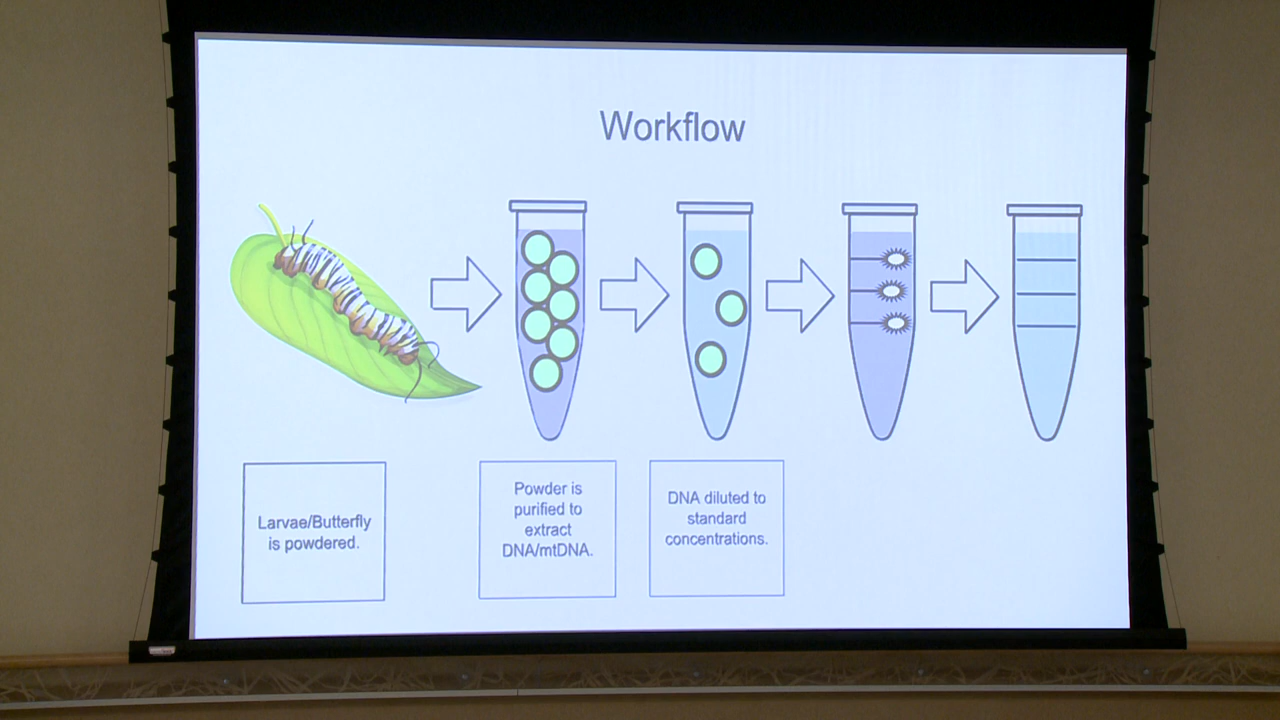 Workflow
Larvae/Butterfly
is powdered.
Powder is
purified to
extract
DNA/mtDNA.
DNA diluted to
standard
concentrations.